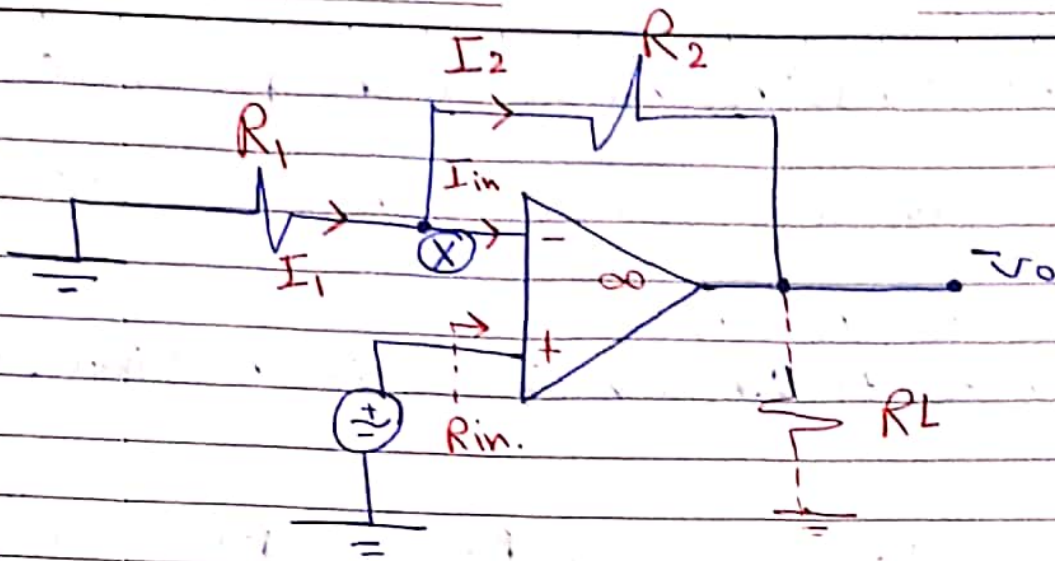 I2
R2
R1
Iin
X
I1
-
∞
+
Vo
+
-
Rin.
RL